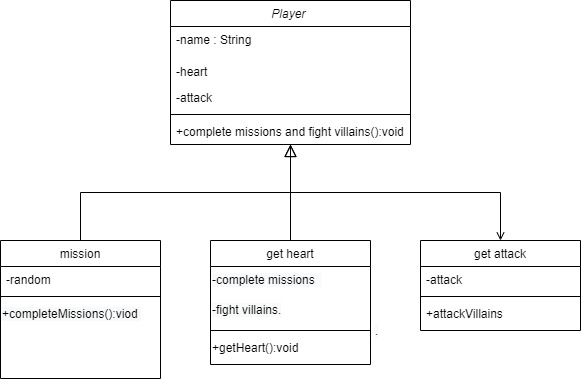 Player
-name : String
-heart
-attack
+complete missions and fight villains():void
mission
-random
+completeMissions():viod
get heart
-complete missions
-fight villains.
+getHeart():void
.
get attack
-attack
+attackVillains